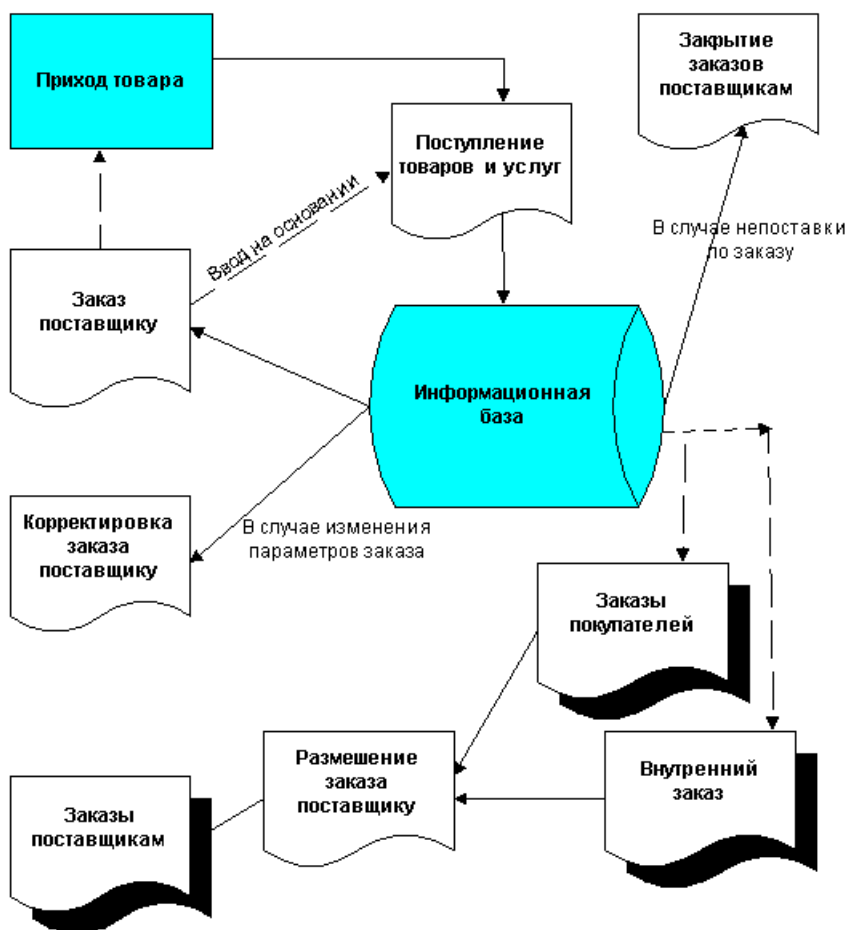 Приход товара
Закрытие
заказов
поставщикам
Поступление
товаров и услуг
Ввод на основании
В случае непоставки
по заказу
Заказ
поставщику
Информационная
база
Корректировка
заказа
поставщику
В случае изменения
параметров заказа
Заказы
покупателей
Размешение
заказа
поставщику
Внутренний
заказ
Заказы
поставщикам